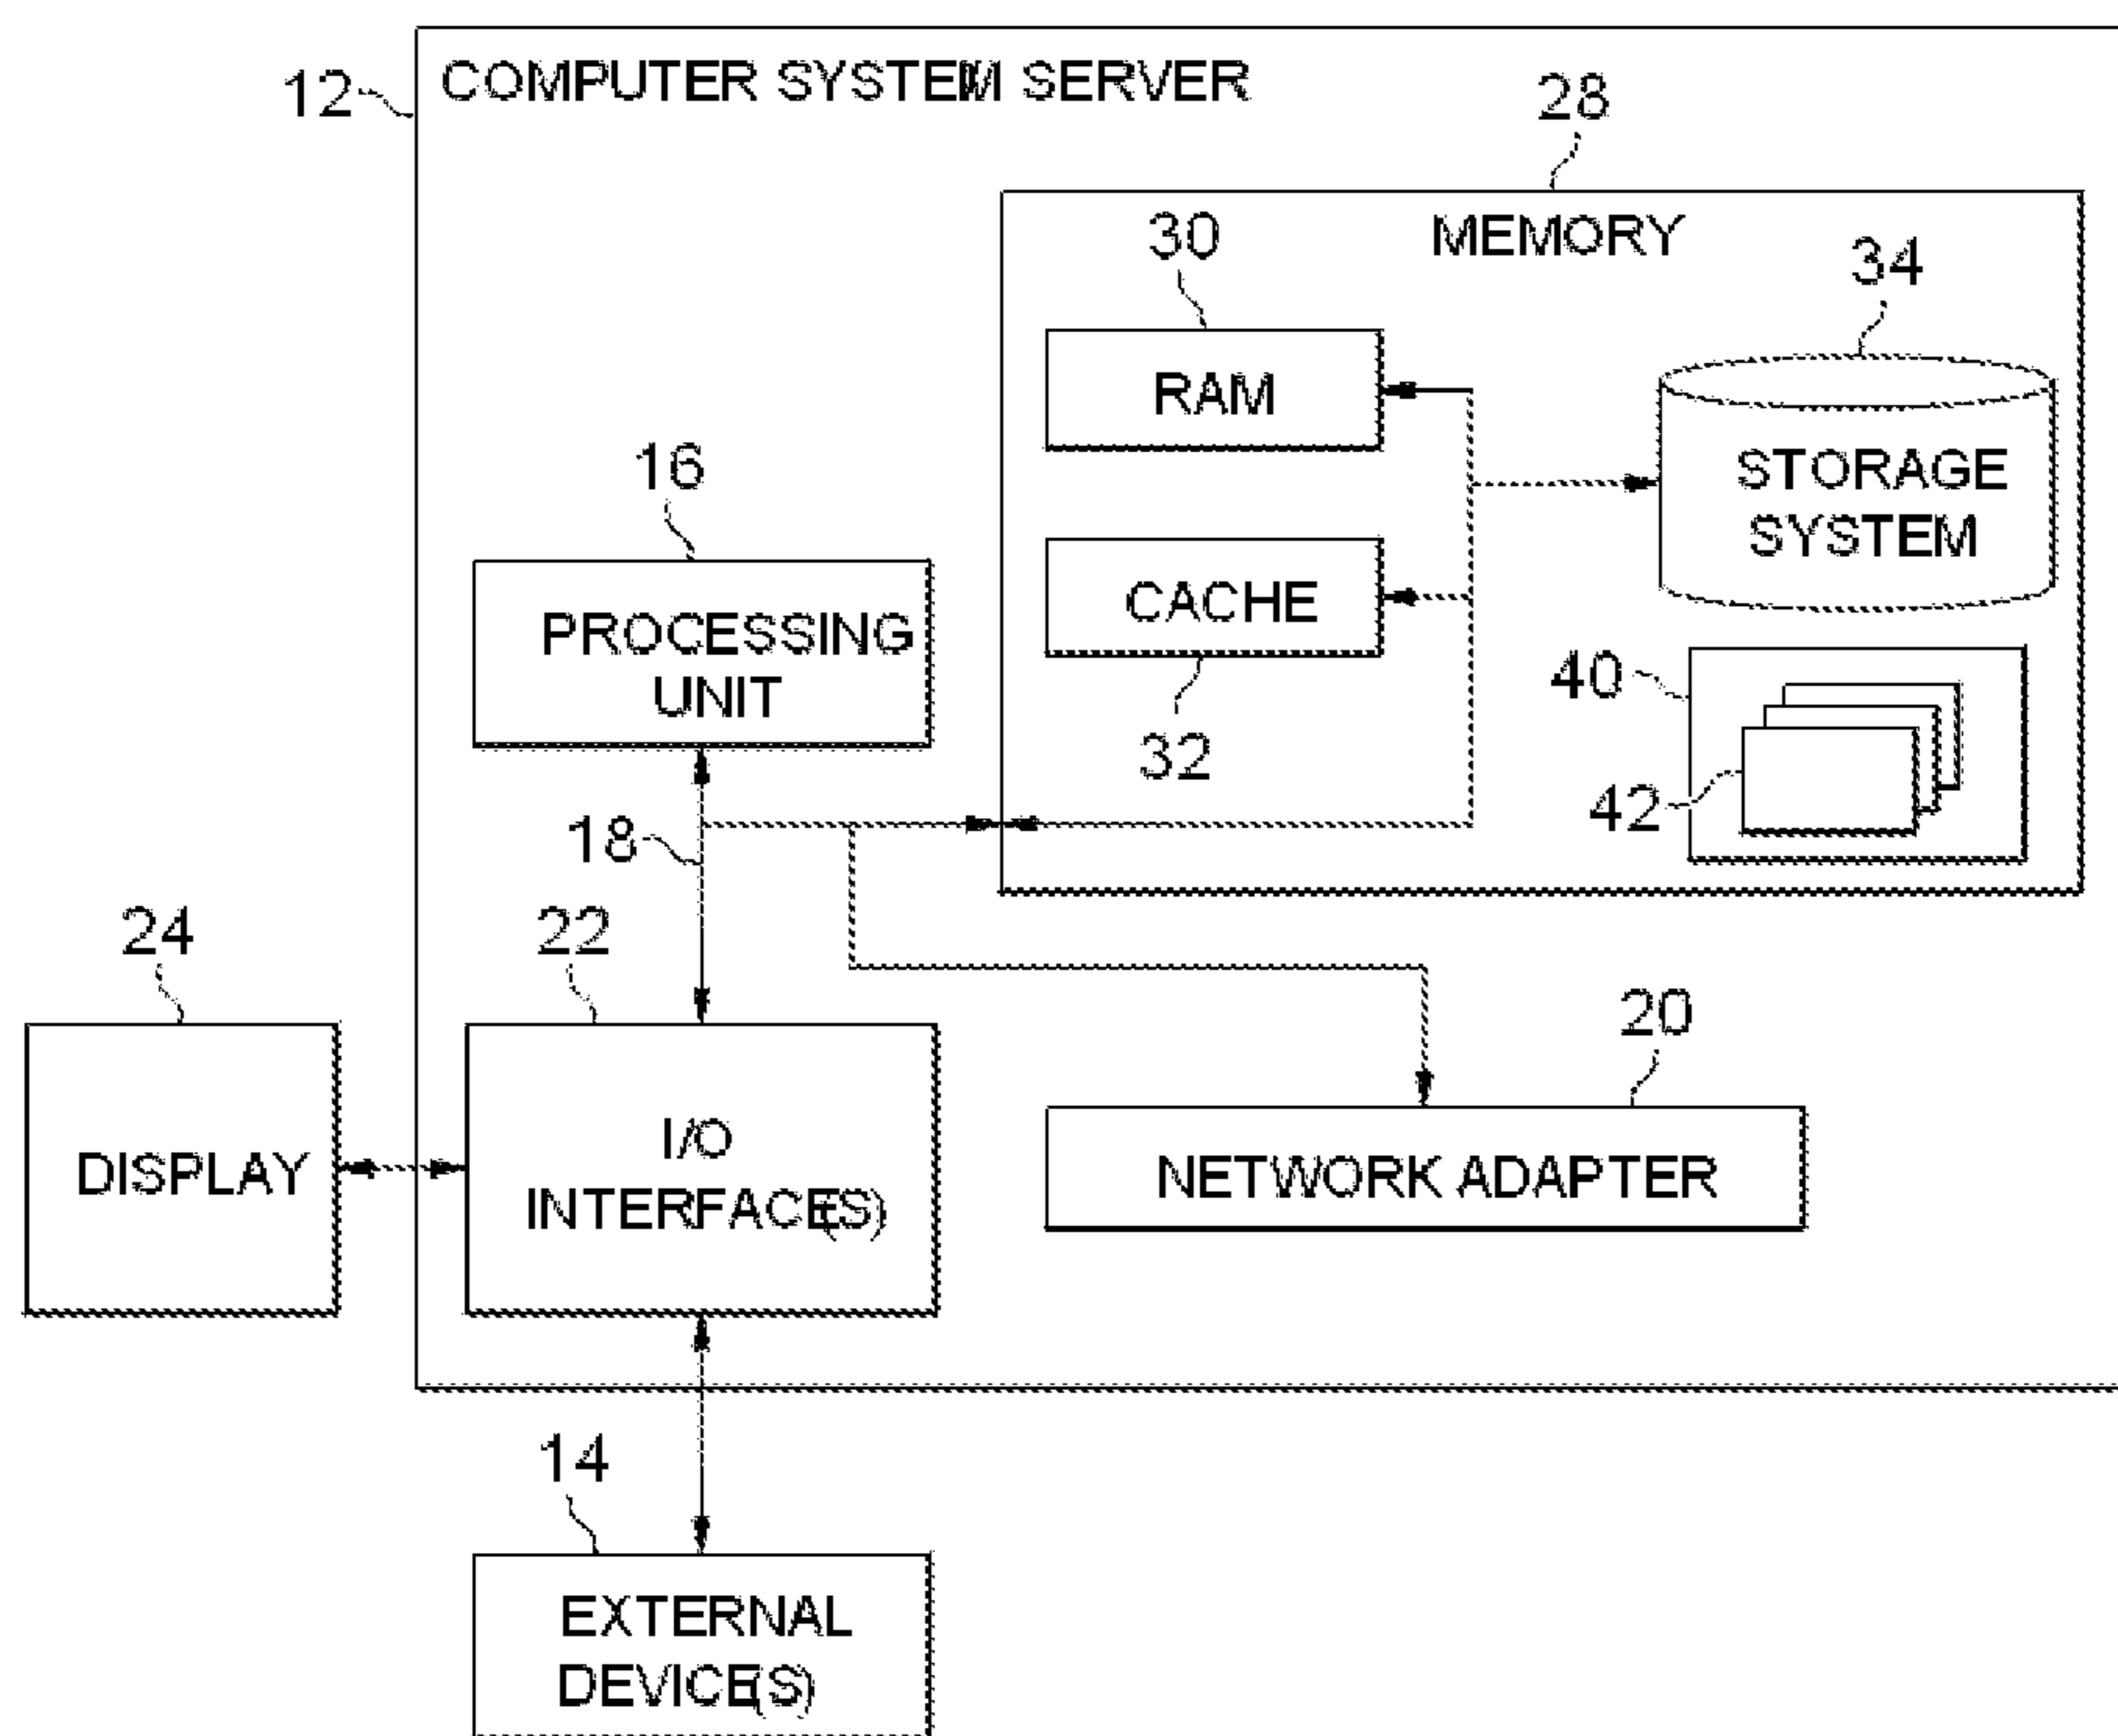 12
COMPUTER SYSTEM SERVER
28
MEMORY
30
34
RAM
16
STORAGE
SYSTEM
CACHE
PROCESSING
UNIT
40
32
42
18
24
22
20
I/O
INTERFACE(S)
DISPLAY
NETWORK ADAPTER
14
EXTERNAL
DEVICE(S)